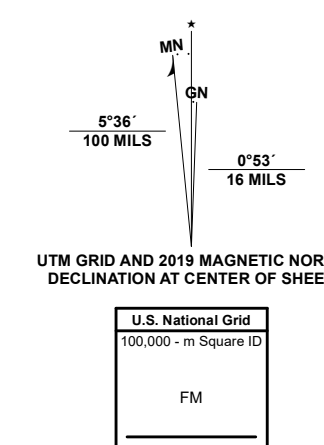 ★
MN
GN
5°36´
100 MILS
0°53´
16 MILS
UTM GRID AND 2019 MAGNETIC NOR
DECLINATION AT CENTER OF SHEE
U.S. National Grid
100,000 - m Square ID
FM